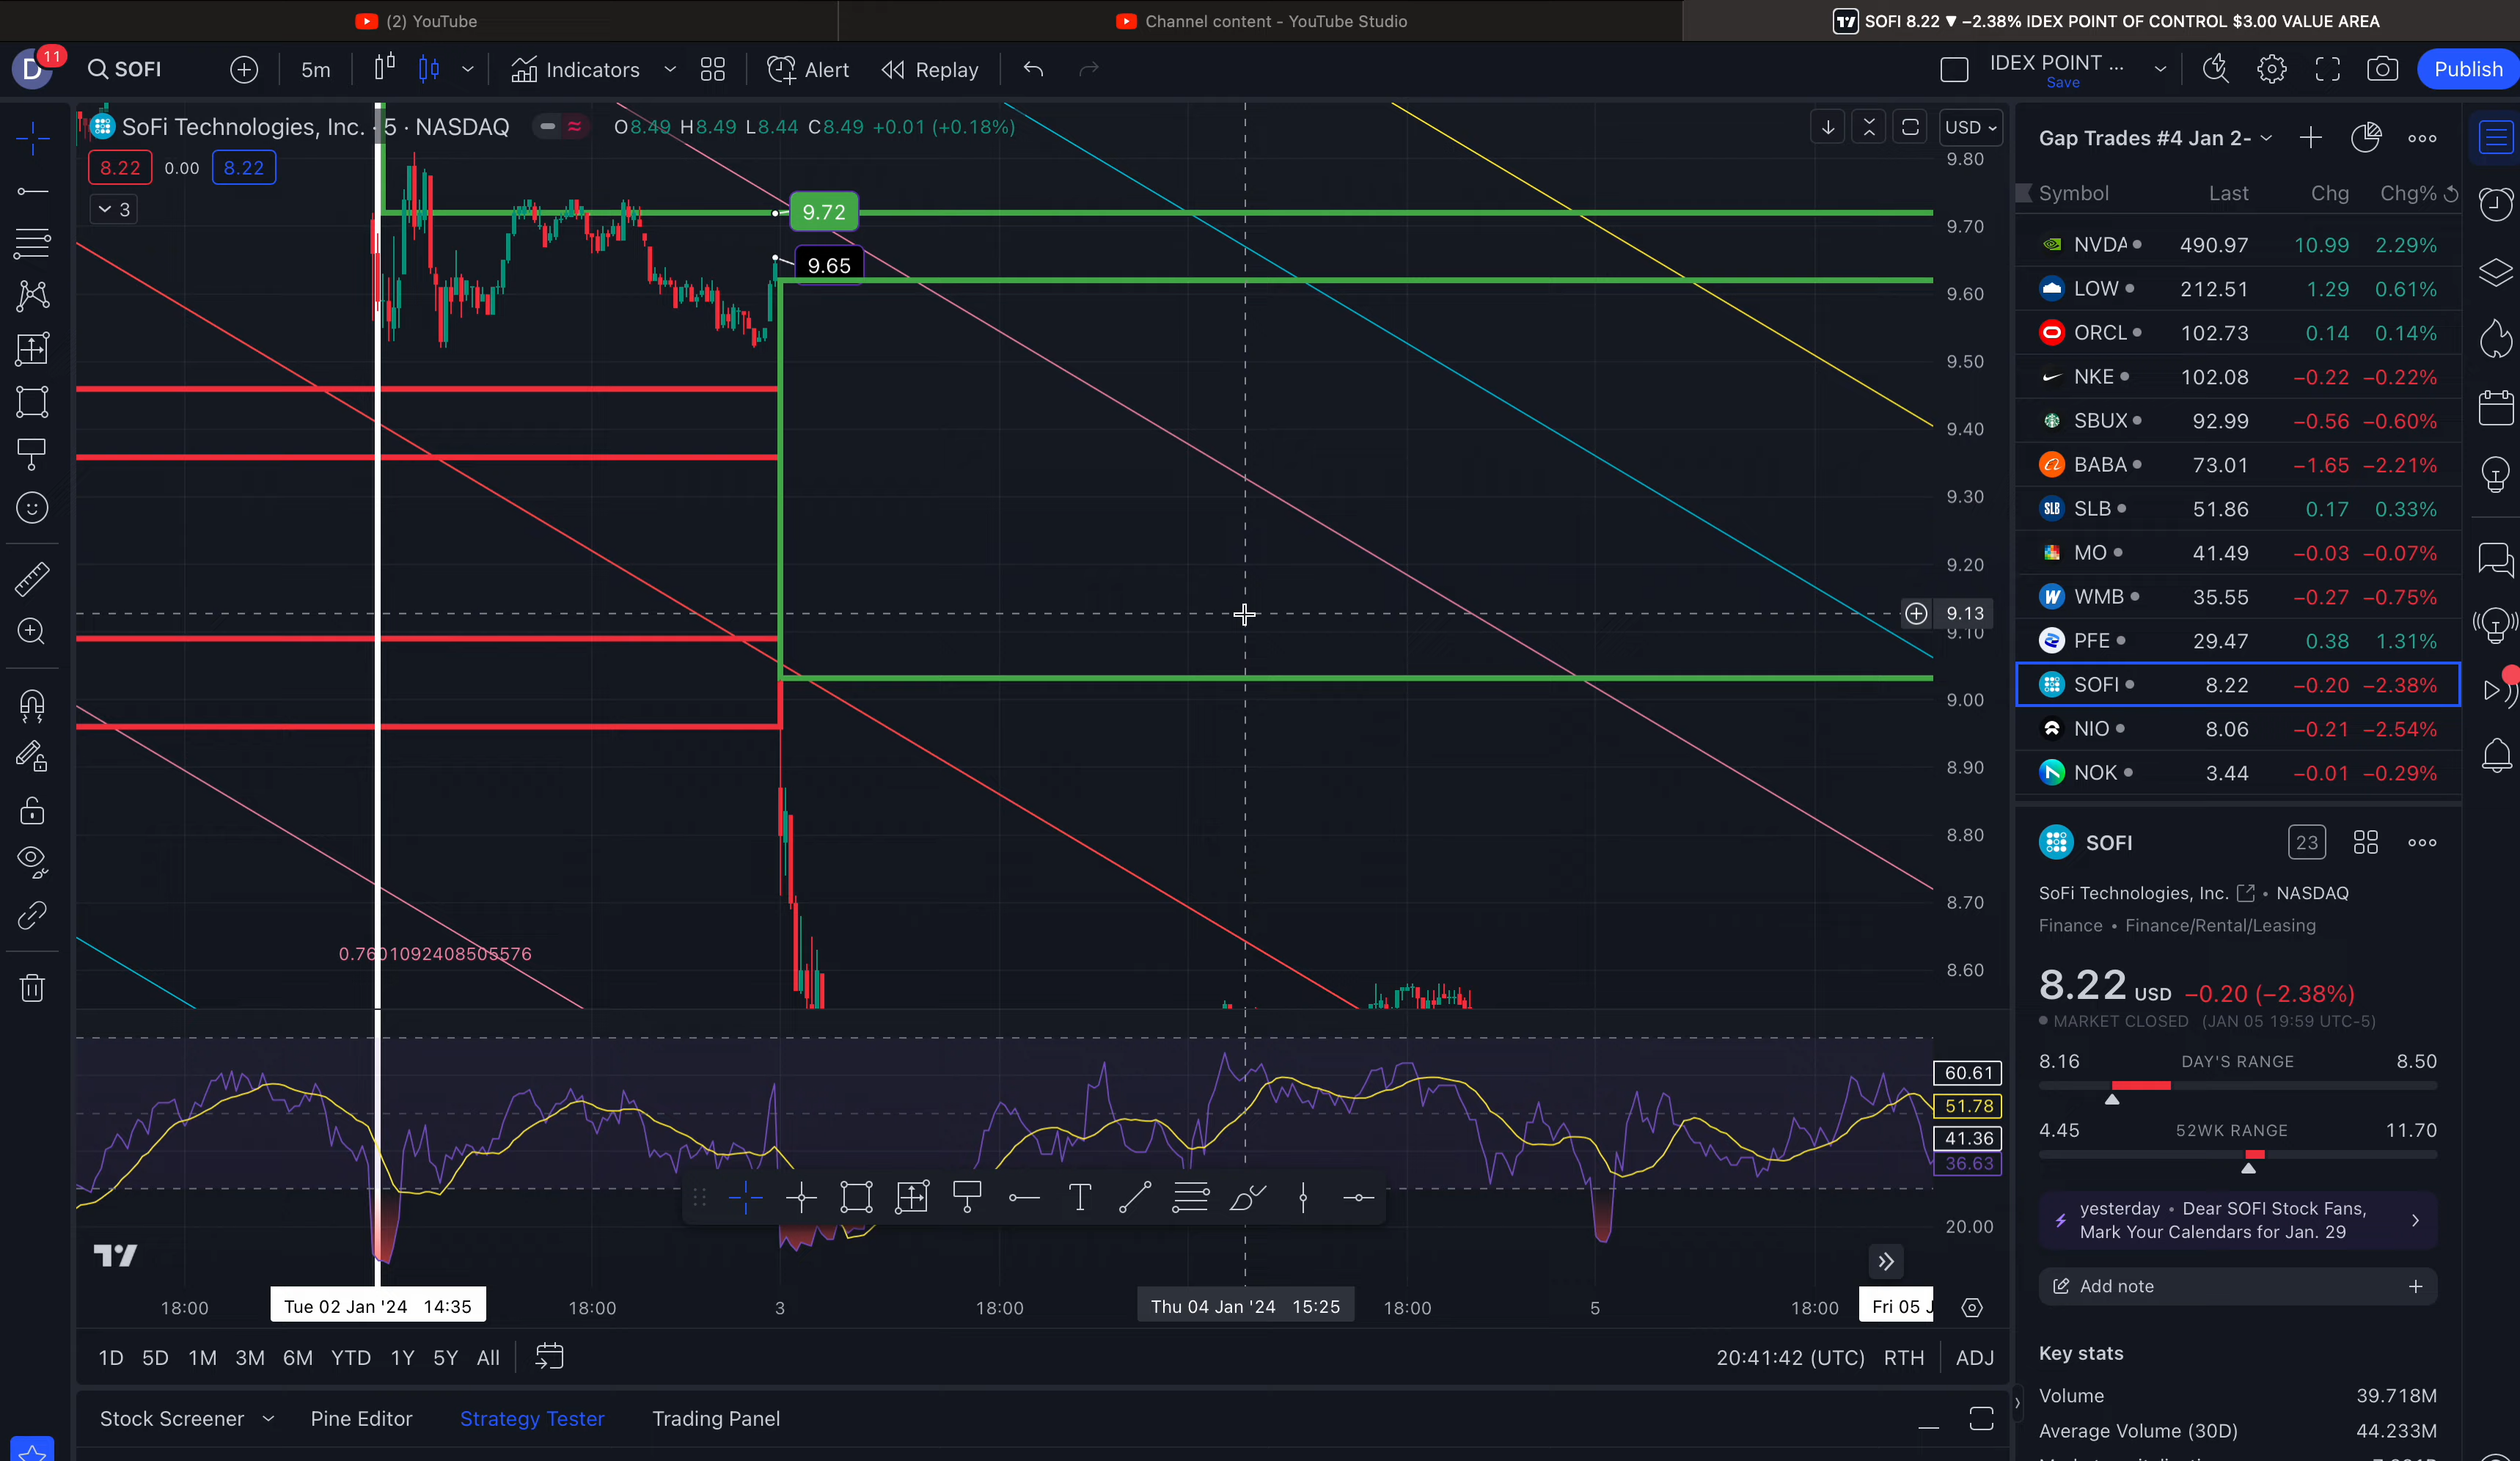 (2) YouTube
Channel content - YouTube Studio
SOFI 8.22 ▼ −2.38% IDEX POINT OF CONTROL $3.00 VALUE AREA
D 11
SOFI
5m
Indicators
Alert
Replay
IDEX POINT ...
Save
Publish
SoFi Technologies, Inc. · 5 · NASDAQ
O8.49 H8.49 L8.44 C8.49 +0.01 (+0.18%)
USD
8.22 0.00 8.22
3
9.72
9.65
0.7601092408505576
9.80
9.70
9.60
9.50
9.40
9.30
9.20
9.13
9.10
9.00
8.90
8.80
8.70
8.60
60.61
51.78
41.36
36.63
20.00
18:00
Tue 02 Jan '24 14:35
18:00
3
18:00
Thu 04 Jan '24 15:25
18:00
5
18:00
Fri 05 J
1D 5D 1M 3M 6M YTD 1Y 5Y All
20:41:42 (UTC) RTH ADJ
Stock Screener
Pine Editor
Strategy Tester
Trading Panel
Gap Trades #4 Jan 2-
Symbol Last Chg Chg%
NVDA 490.97 10.99 2.29%
LOW 212.51 1.29 0.61%
ORCL 102.73 0.14 0.14%
NKE 102.08 −0.22 −0.22%
SBUX 92.99 −0.56 −0.60%
BABA 73.01 −1.65 −2.21%
SLB SLB 51.86 0.17 0.33%
MO 41.49 −0.03 −0.07%
WMB 35.55 −0.27 −0.75%
PFE 29.47 0.38 1.31%
SOFI 8.22 −0.20 −2.38%
NIO 8.06 −0.21 −2.54%
NOK 3.44 −0.01 −0.29%
SOFI
23
SoFi Technologies, Inc. • NASDAQ
Finance • Finance/Rental/Leasing
8.22 USD −0.20 (−2.38%)
MARKET CLOSED (JAN 05 19:59 UTC-5)
8.16 DAY'S RANGE 8.50
4.45 52WK RANGE 11.70
yesterday • Dear SOFI Stock Fans,
Mark Your Calendars for Jan. 29
Add note
Key stats
Volume 39.718M
Average Volume (30D) 44.233M